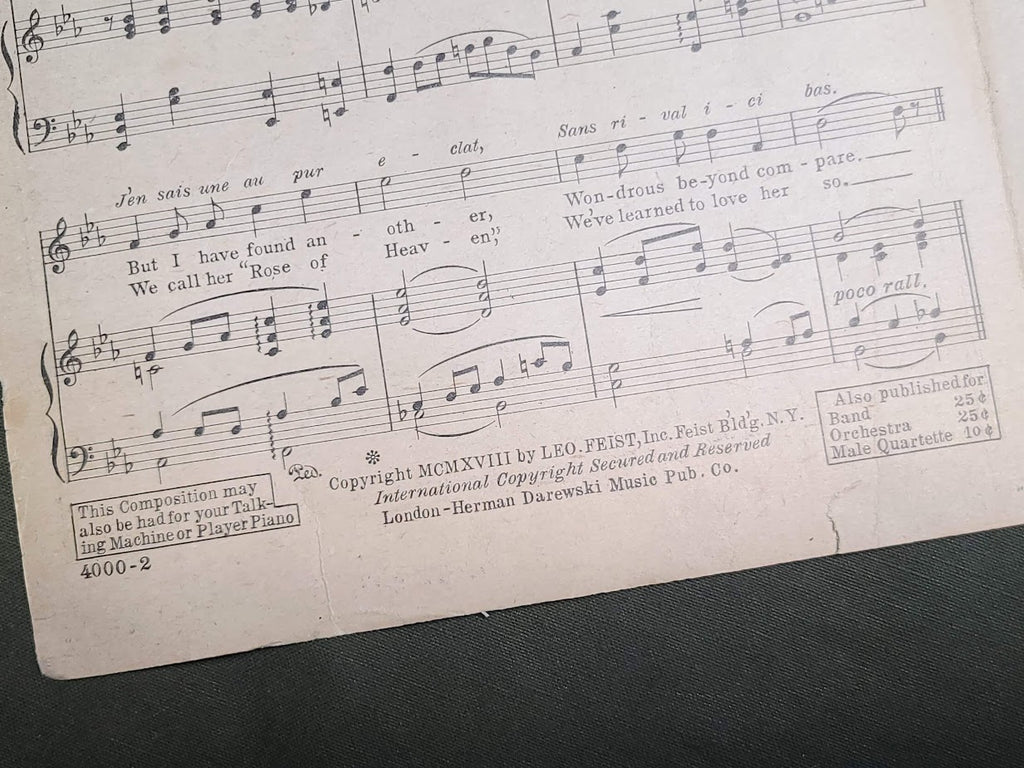 J'en sais une au pur e - clat, Sans ri - val i - ci bas.
But I have found an - oth - er, Won-drous be-yond com - pare.
We call her "Rose of Heav - en," We've learned to love her so.
poco rall.
Ped. *
This Composition may
also be had for your Talk-
ing Machine or Player Piano
4000-2
Copyright MCMXVIII by LEO. FEIST, Inc. Feist Bld'g. N. Y.
International Copyright Secured and Reserved
London-Herman Darewski Music Pub. Co.
Also published for
Band 25¢
Orchestra 25¢
Male Quartette 10¢